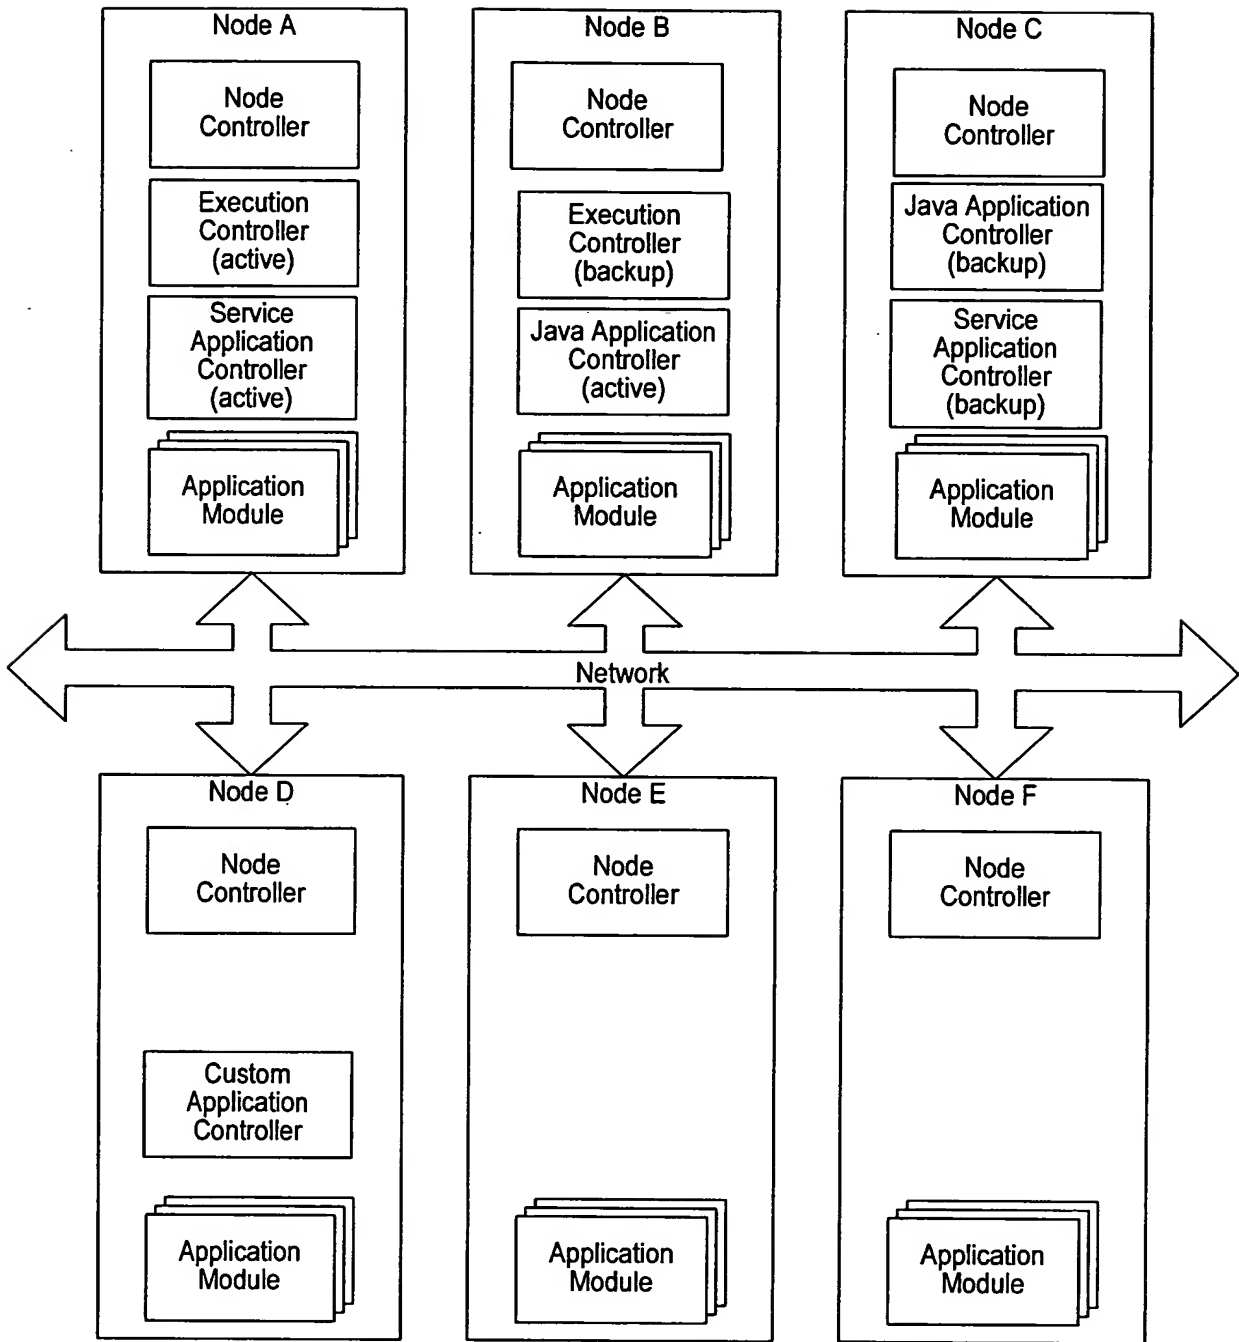 Node A
Node
Controller
Execution
Controller
(active)
Service
Application
Controller
(active)
Application
Module
Node B
Node
Controller
Execution
Controller
(backup)
Java Application
Controller
(active)
Application
Module
Node C
Node
Controller
Java Application
Controller
(backup)
Service
Application
Controller
(backup)
Application
Module
Network
Node D
Node
Controller
Custom
Application
Controller
Application
Module
Node E
Node
Controller
Application
Module
Node F
Node
Controller
Application
Module